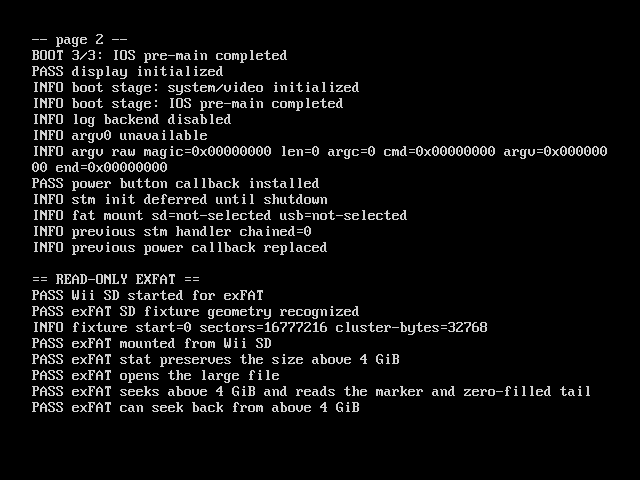 -- page 2 --
BOOT 3/3: IOS pre-main completed
PASS display initialized
INFO boot stage: system/video initialized
INFO boot stage: IOS pre-main completed
INFO log backend disabled
INFO argv0 unavailable
INFO argv raw magic=0x00000000 len=0 argc=0 cmd=0x00000000 argv=0x000000
00 end=0x00000000
PASS power button callback installed
INFO stm init deferred until shutdown
INFO fat mount sd=not-selected usb=not-selected
INFO previous stm handler chained=0
INFO previous power callback replaced
== READ-ONLY EXFAT ==
PASS Wii SD started for exFAT
PASS exFAT SD fixture geometry recognized
INFO fixture start=0 sectors=16777216 cluster-bytes=32768
PASS exFAT mounted from Wii SD
PASS exFAT stat preserves the size above 4 GiB
PASS exFAT opens the large file
PASS exFAT seeks above 4 GiB and reads the marker and zero-filled tail
PASS exFAT can seek back from above 4 GiB